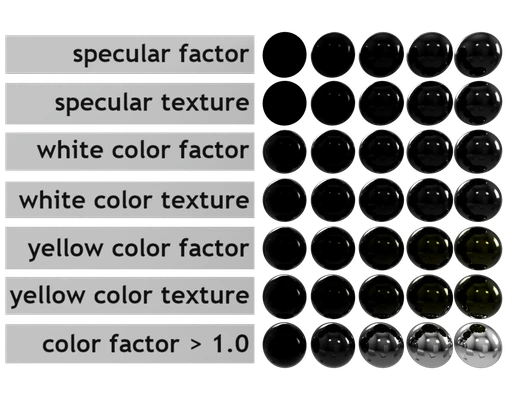 specular factor
specular texture
white color factor
white color texture
yellow color factor
yellow color texture
color factor > 1.0